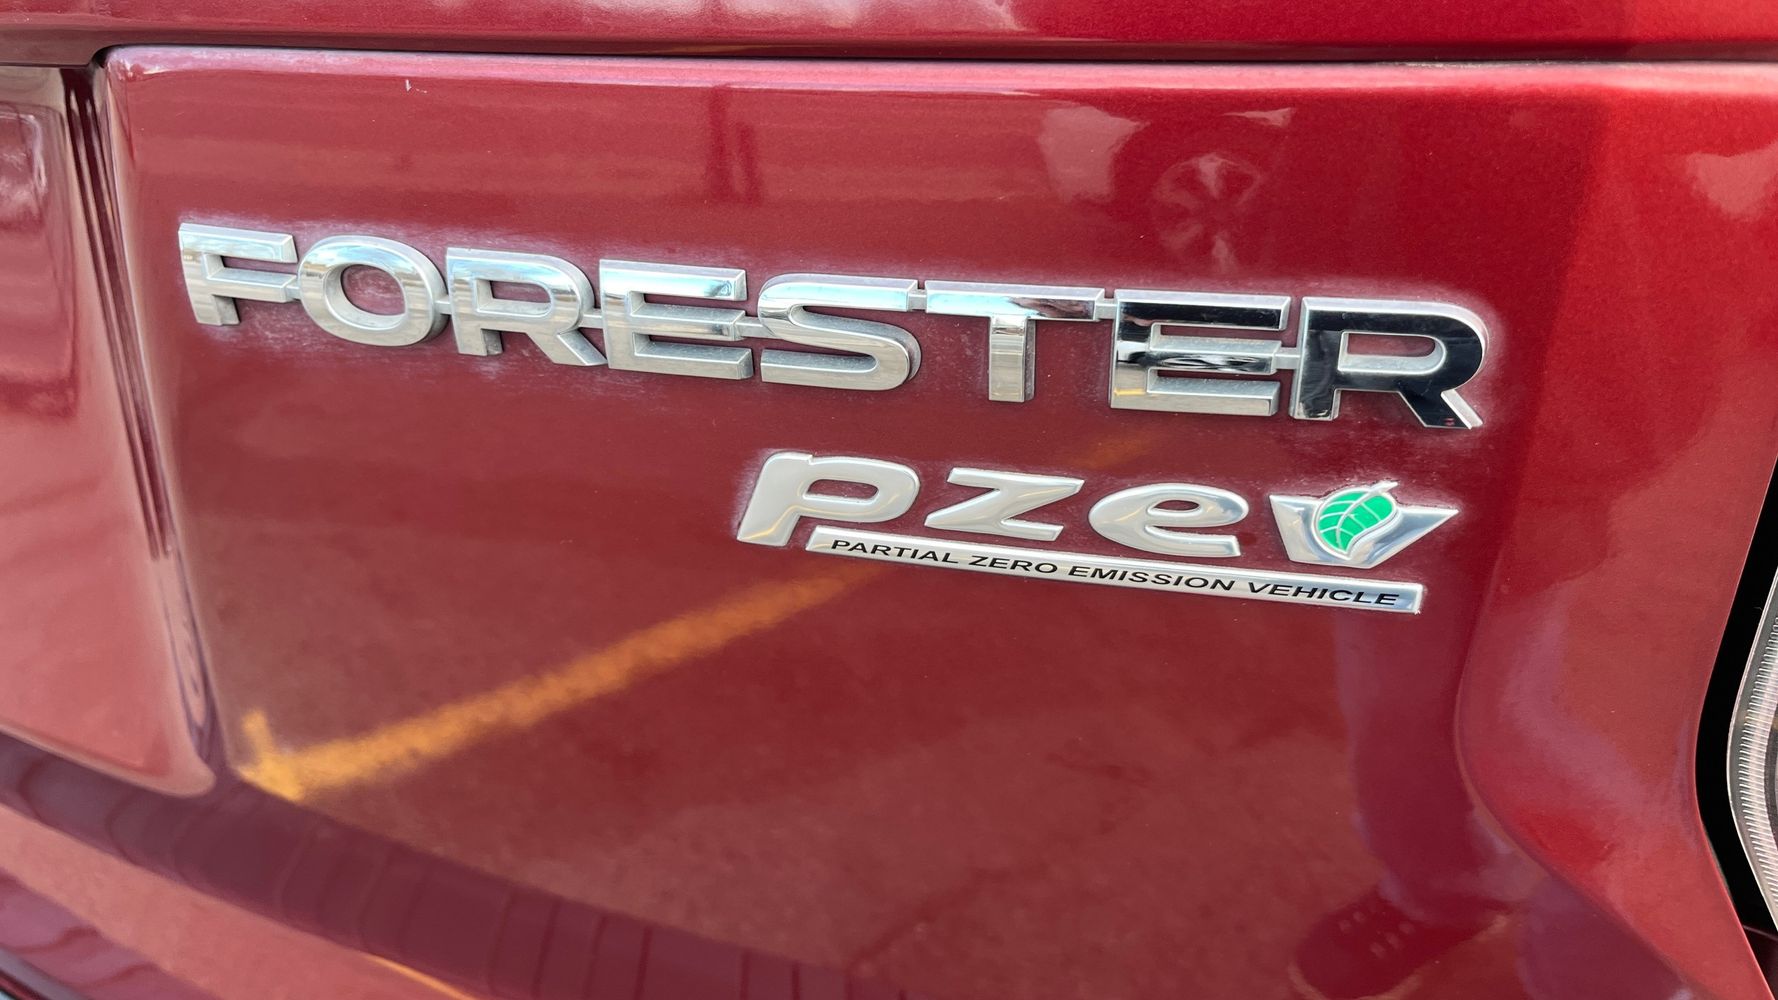 FORESTER
pzev
PARTIAL ZERO EMISSION VEHICLE